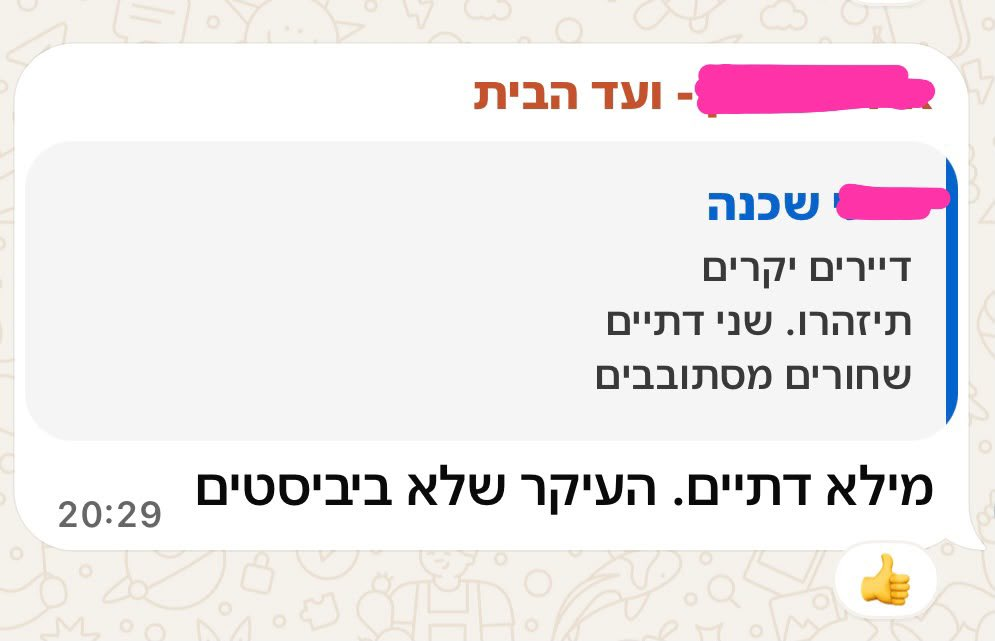 - ועד הבית
שכנה
דיירים יקרים
תיזהרו. שני דתיים
שחורים מסתובבים
מילא דתיים. העיקר שלא ביביסטים
20:29